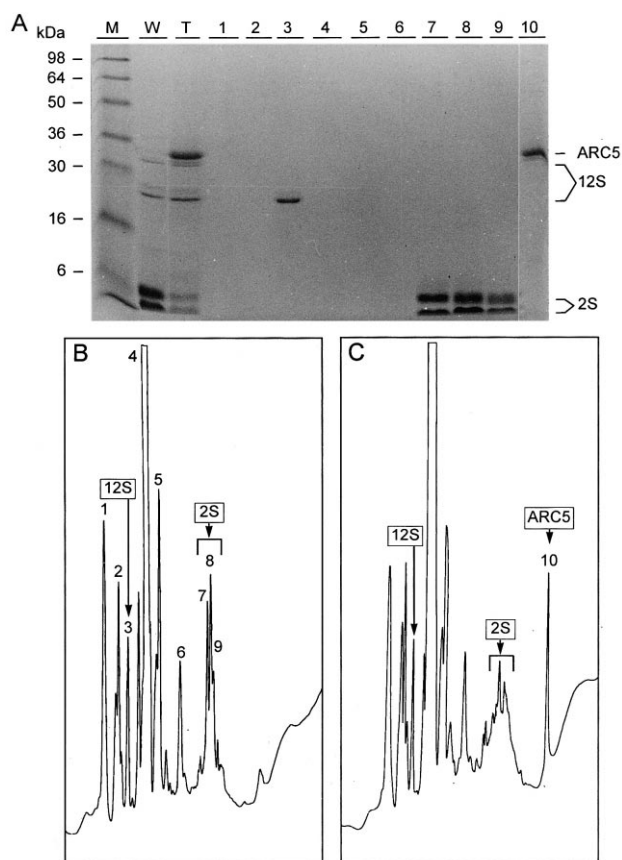 A
kDa
M W T 1 2 3 4 5 6 7 8 9 10
98 –
64 –
50 –
36 –
30 –
16 –
6 –
– ARC5
12S
2S
B
4
12S
5
1
2S
2
8
3
7
6
9
C
ARC5
12S
10
2S